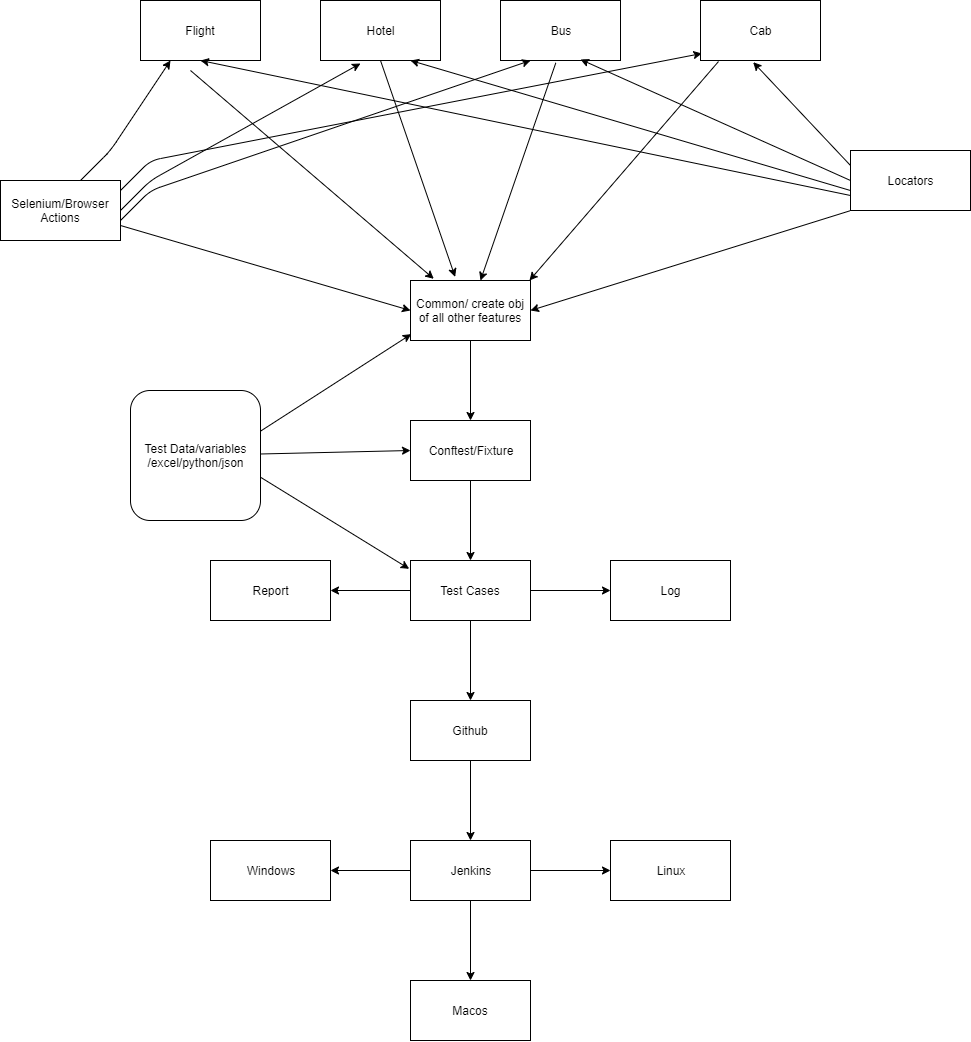 Flight
Hotel
Bus
Cab
Selenium/Browser
Actions
Locators
Common/ create obj
of all other features
Test Data/variables
/excel/python/json
Conftest/Fixture
Report
Test Cases
Log
Github
Windows
Jenkins
Linux
Macos